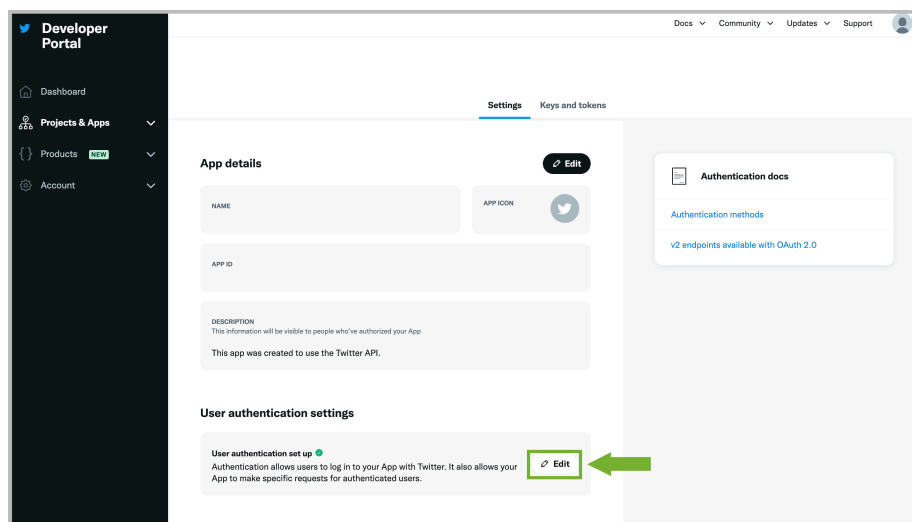 Developer
Portal
Docs
Community
Updates
Support
Dashboard
Projects & Apps
Products NEW
Account
Settings
Keys and tokens
App details
Edit
NAME
APP ICON
APP ID
DESCRIPTION
This information will be visible to people who've authorized your App
This app was created to use the Twitter API.
User authentication settings
User authentication set up
Authentication allows users to log in to your App with Twitter. It also allows your
App to make specific requests for authenticated users.
Edit
Authentication docs
Authentication methods
v2 endpoints available with OAuth 2.0